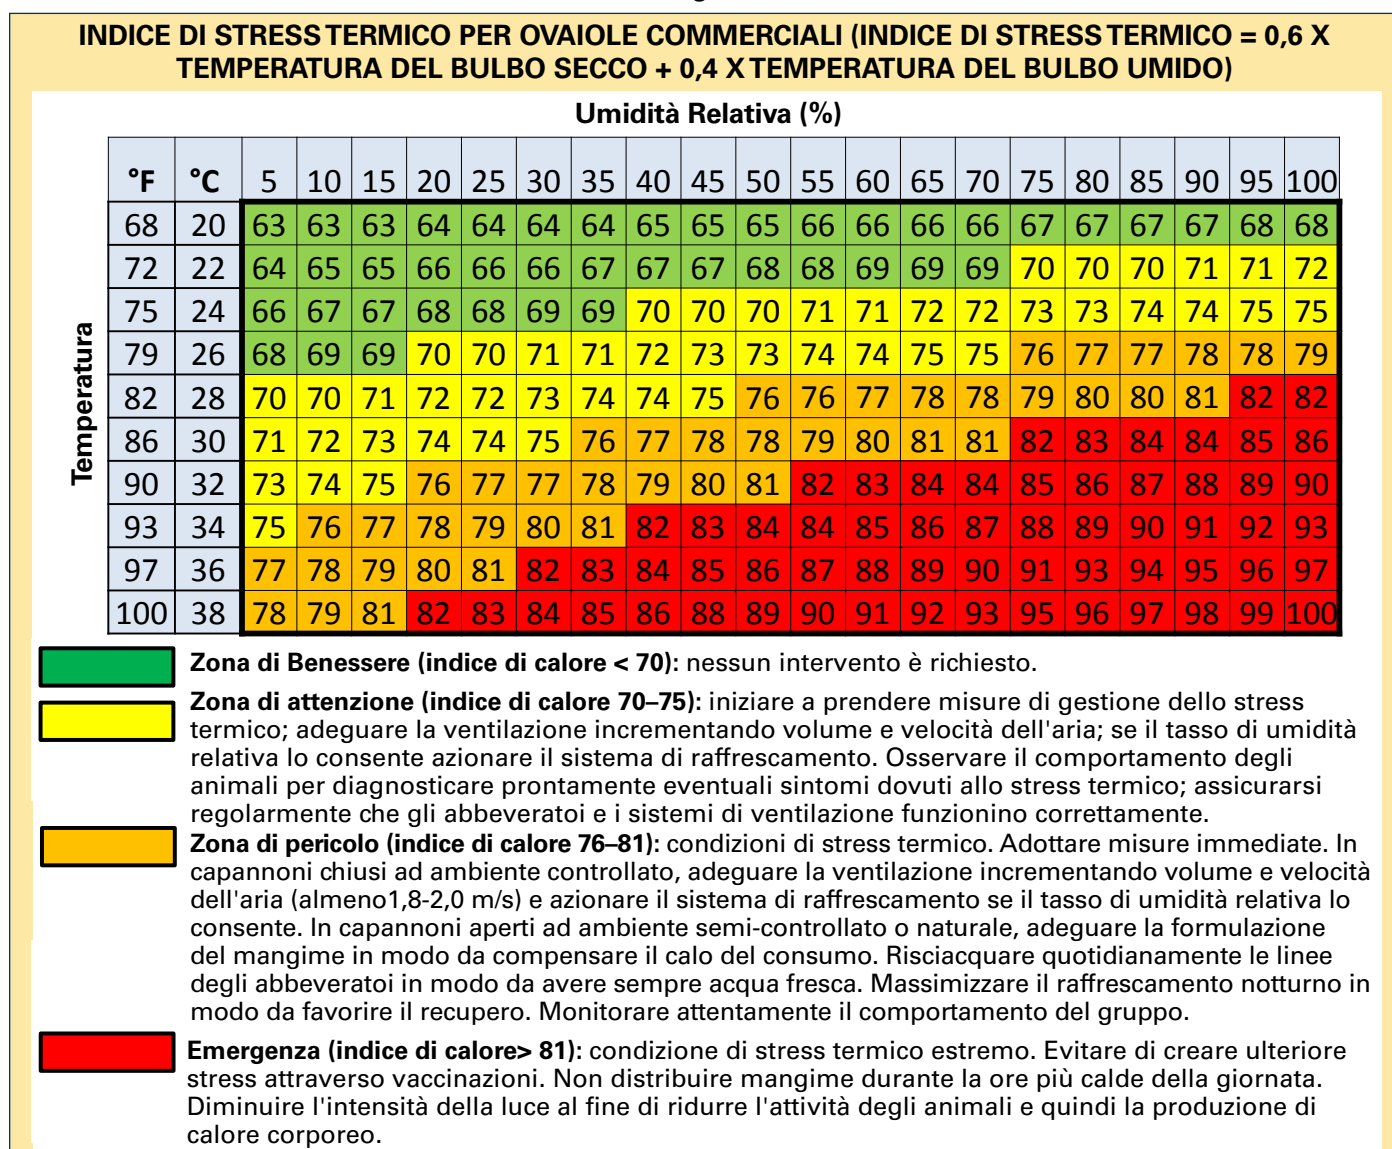 INDICE DI STRESS TERMICO PER OVAIOLE COMMERCIALI (INDICE DI STRESS TERMICO = 0,6 X
TEMPERATURA DEL BULBO SECCO + 0,4 X TEMPERATURA DEL BULBO UMIDO)
Umidità Relativa (%)
°F °C 5 10 15 20 25 30 35 40 45 50 55 60 65 70 75 80 85 90 95 100
Temperatura
68 20 63 63 63 64 64 64 64 65 65 65 66 66 66 66 67 67 67 67 68 68
72 22 64 65 65 66 66 66 67 67 67 68 68 69 69 69 70 70 70 71 71 72
75 24 66 67 67 68 68 69 69 70 70 70 71 71 72 72 73 73 74 74 75 75
79 26 68 69 69 70 70 71 71 72 73 73 74 74 75 75 76 77 77 78 78 79
82 28 70 70 71 72 72 73 74 74 75 76 76 77 78 78 79 80 80 81 82 82
86 30 71 72 73 74 74 75 76 77 78 78 79 80 81 81 82 83 84 84 85 86
90 32 73 74 75 76 77 77 78 79 80 81 82 83 84 84 85 86 87 88 89 90
93 34 75 76 77 78 79 80 81 82 83 84 84 85 86 87 88 89 90 91 92 93
97 36 77 78 79 80 81 82 83 84 85 86 87 88 89 90 91 93 94 95 96 97
100 38 78 79 81 82 83 84 85 86 88 89 90 91 92 93 95 96 97 98 99 100
Zona di Benessere (indice di calore < 70): nessun intervento è richiesto.
Zona di attenzione (indice di calore 70–75): iniziare a prendere misure di gestione dello stress
termico; adeguare la ventilazione incrementando volume e velocità dell'aria; se il tasso di umidità
relativa lo consente azionare il sistema di raffrescamento. Osservare il comportamento degli
animali per diagnosticare prontamente eventuali sintomi dovuti allo stress termico; assicurarsi
regolarmente che gli abbeveratoi e i sistemi di ventilazione funzionino correttamente.
Zona di pericolo (indice di calore 76–81): condizioni di stress termico. Adottare misure immediate. In
capannoni chiusi ad ambiente controllato, adeguare la ventilazione incrementando volume e velocità
dell'aria (almeno1,8-2,0 m/s) e azionare il sistema di raffrescamento se il tasso di umidità relativa lo
consente. In capannoni aperti ad ambiente semi-controllato o naturale, adeguare la formulazione
del mangime in modo da compensare il calo del consumo. Risciacquare quotidianamente le linee
degli abbeveratoi in modo da avere sempre acqua fresca. Massimizzare il raffrescamento notturno in
modo da favorire il recupero. Monitorare attentamente il comportamento del gruppo.
Emergenza (indice di calore> 81): condizione di stress termico estremo. Evitare di creare ulteriore
stress attraverso vaccinazioni. Non distribuire mangime durante la ore più calde della giornata.
Diminuire l'intensità della luce al fine di ridurre l'attività degli animali e quindi la produzione di
calore corporeo.